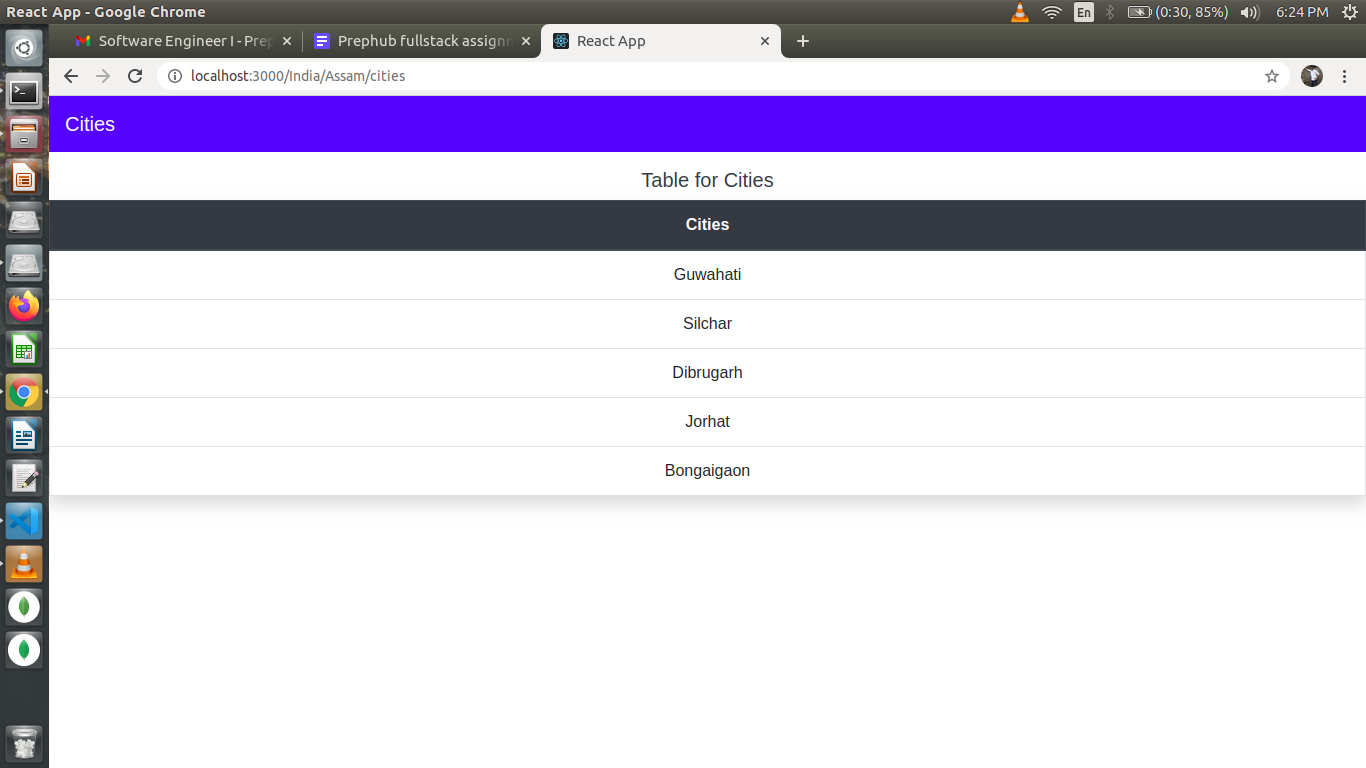 React App - Google Chrome
En (0:30, 85%) 6:24 PM
Software Engineer I - Prep
Prephub fullstack assignm
React App
localhost:3000/India/Assam/cities
Cities
Table for Cities
Cities
Guwahati
Silchar
Dibrugarh
Jorhat
Bongaigaon